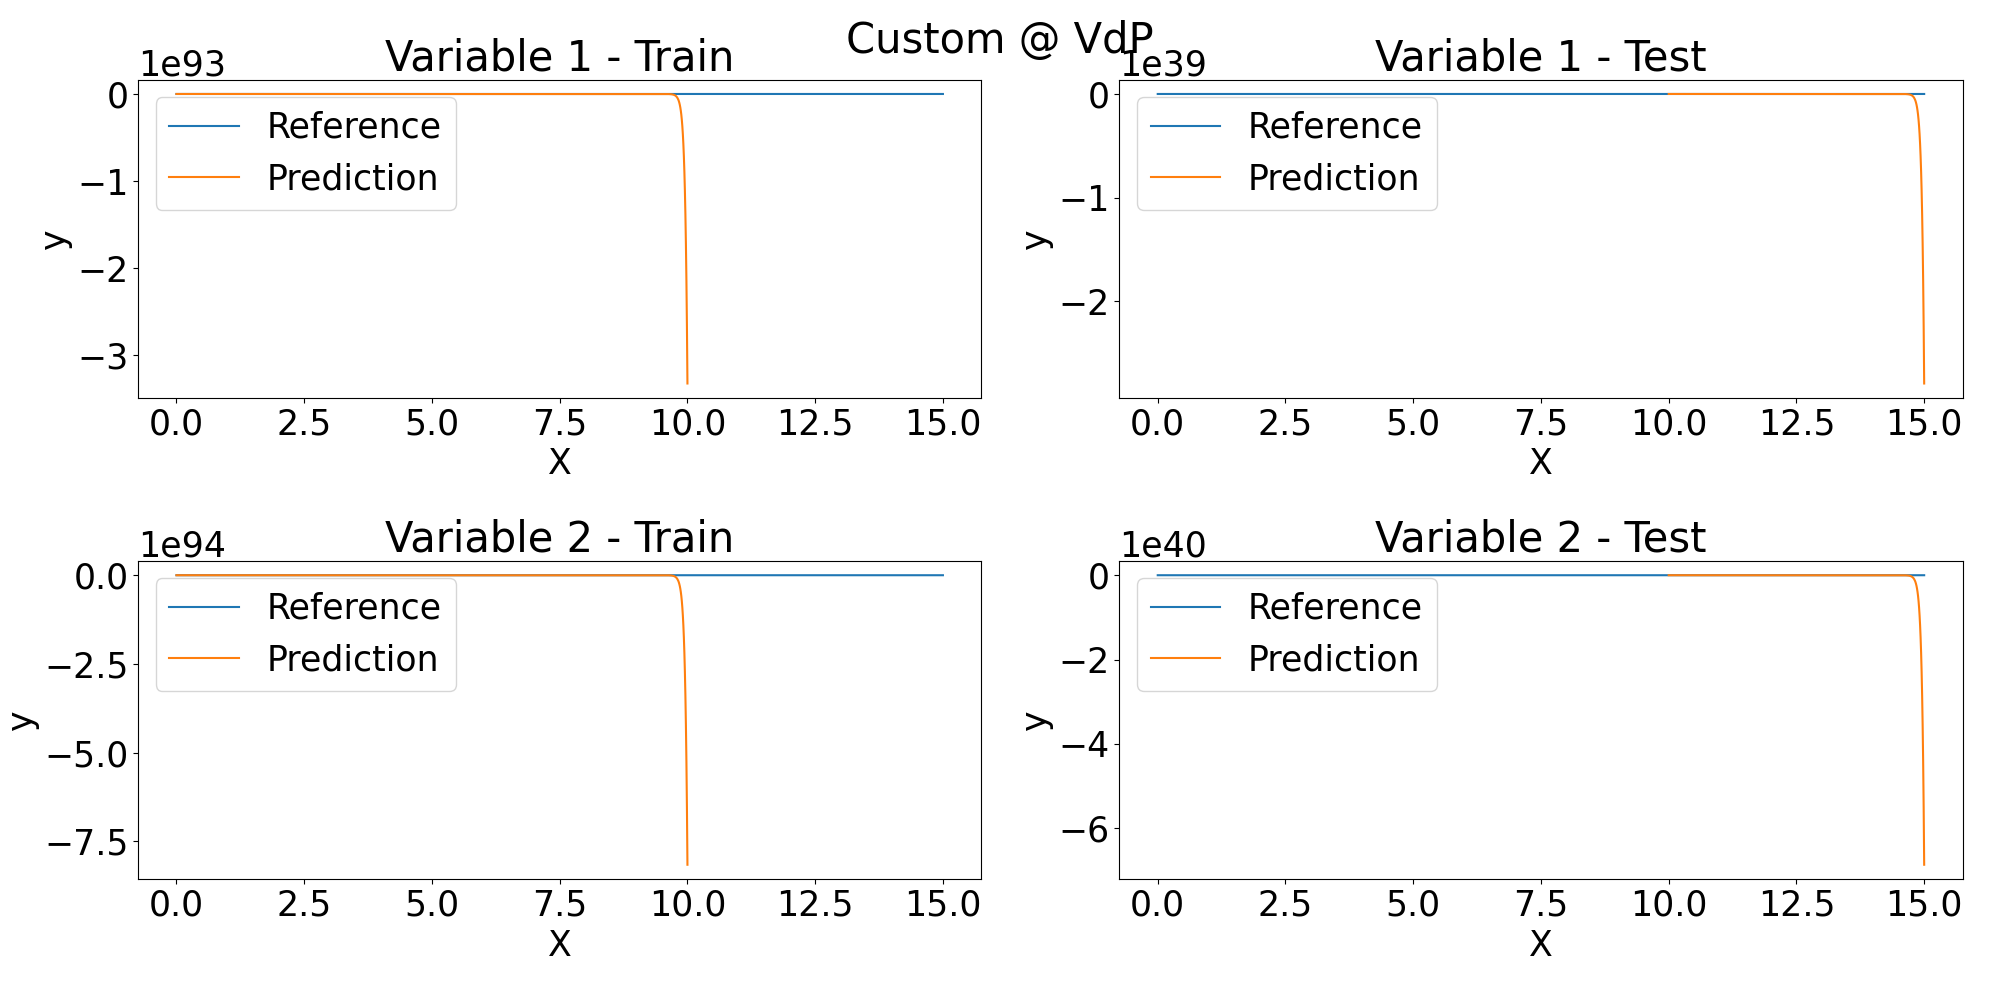 Custom @ VdP
Variable 1 - Train
1e93
0
−1
−2
−3
y
Reference
Prediction
0.0 2.5 5.0 7.5 10.0 12.5 15.0
X
Variable 1 - Test
1e39
0
−1
−2
y
Reference
Prediction
0.0 2.5 5.0 7.5 10.0 12.5 15.0
X
Variable 2 - Train
1e94
0.0
−2.5
−5.0
−7.5
y
Reference
Prediction
0.0 2.5 5.0 7.5 10.0 12.5 15.0
X
Variable 2 - Test
1e40
0
−2
−4
−6
y
Reference
Prediction
0.0 2.5 5.0 7.5 10.0 12.5 15.0
X